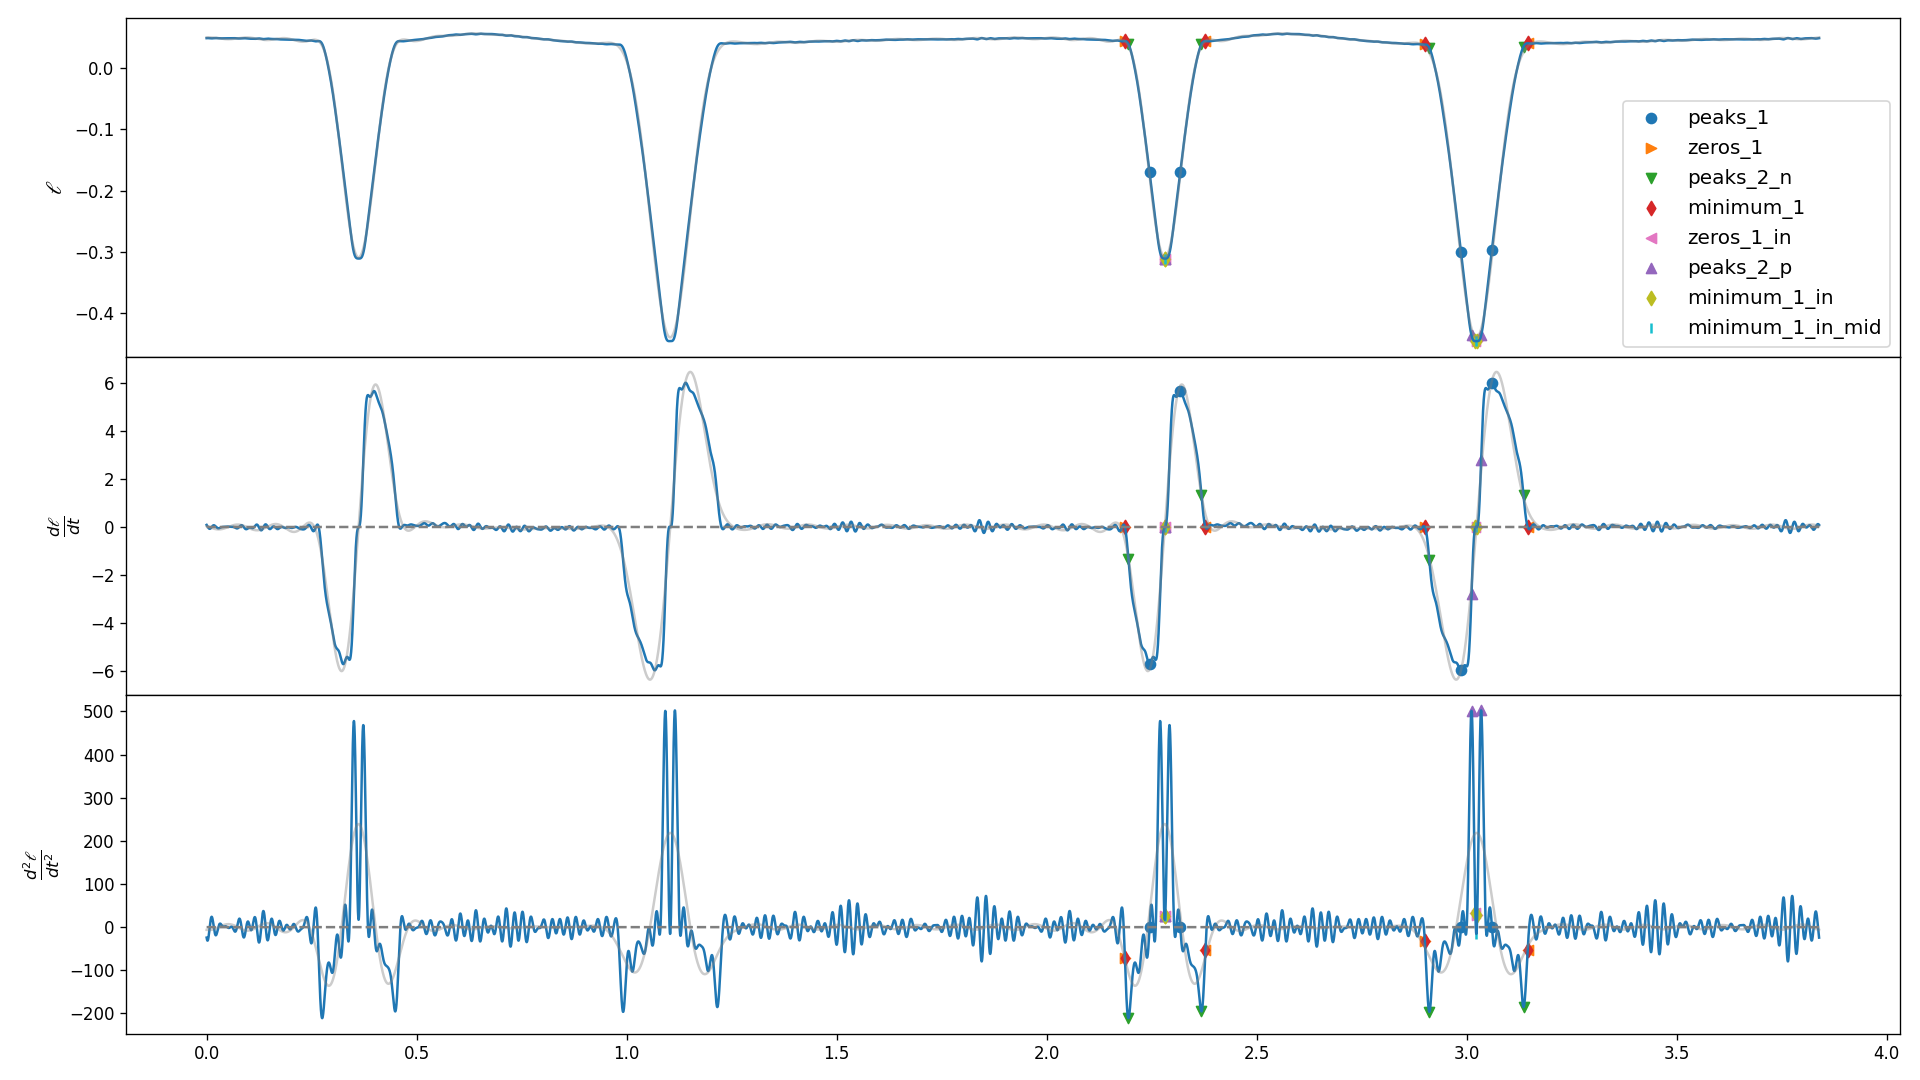 0.0
−0.1
−0.2
−0.3
−0.4
ℓ
peaks_1
zeros_1
peaks_2_n
minimum_1
zeros_1_in
peaks_2_p
minimum_1_in
minimum_1_in_mid
6
4
2
0
−2
−4
−6
dℓ
dt
500
400
300
200
100
0
−100
−200
d²ℓ
dt²
0.0 0.5 1.0 1.5 2.0 2.5 3.0 3.5 4.0